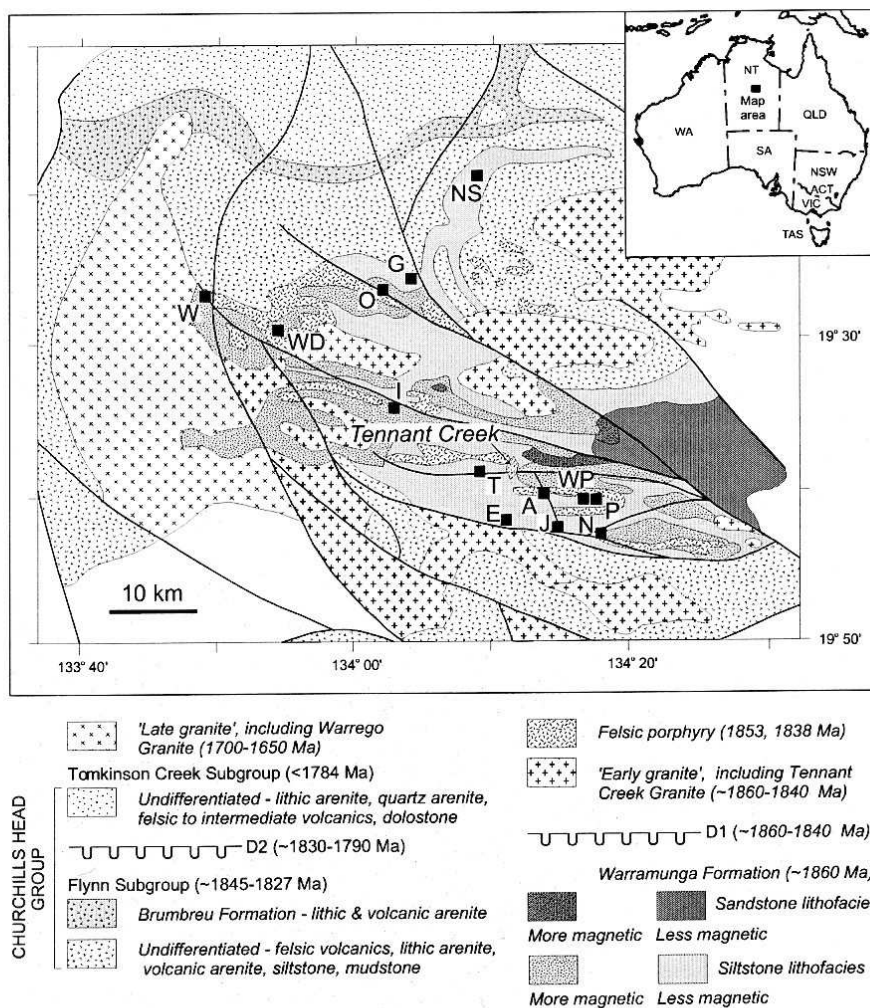 NT
Map
area
WA
QLD
SA
NSW
ACT
VIC
TAS
NS
G
O
W
WD
19° 30'
I
Tennant Creek
T
WP
A
P
E
J
N
10 km
19° 50'
133° 40'
134° 00'
134° 20'
'Late granite', including Warrego
Granite (1700-1650 Ma)
Tomkinson Creek Subgroup (<1784 Ma)
Undifferentiated - lithic arenite, quartz arenite,
felsic to intermediate volcanics, dolostone
D2 (~1830-1790 Ma)
Flynn Subgroup (~1845-1827 Ma)
Brumbreu Formation - lithic & volcanic arenite
Undifferentiated - felsic volcanics, lithic arenite,
volcanic arenite, siltstone, mudstone
CHURCHILLS HEAD
GROUP
Felsic porphyry (1853, 1838 Ma)
'Early granite', including Tennant
Creek Granite (~1860-1840 Ma)
D1 (~1860-1840 Ma)
Warramunga Formation (~1860 Ma)
Sandstone lithofacie
More magnetic Less magnetic
Siltstone lithofacies
More magnetic Less magnetic